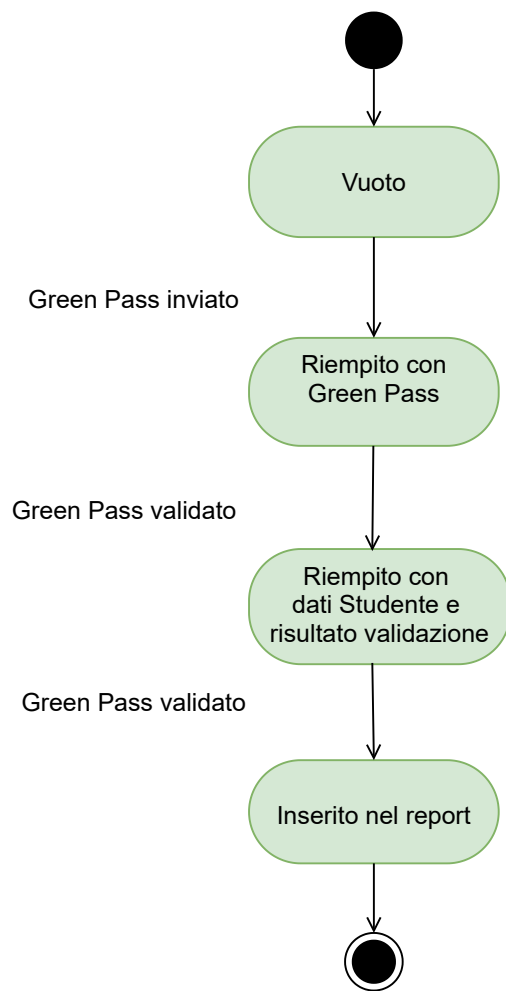 Vuoto
Green Pass inviato
Riempito con
Green Pass
Green Pass validato
Riempito con
dati Studente e
risultato validazione
Green Pass validato
Inserito nel report